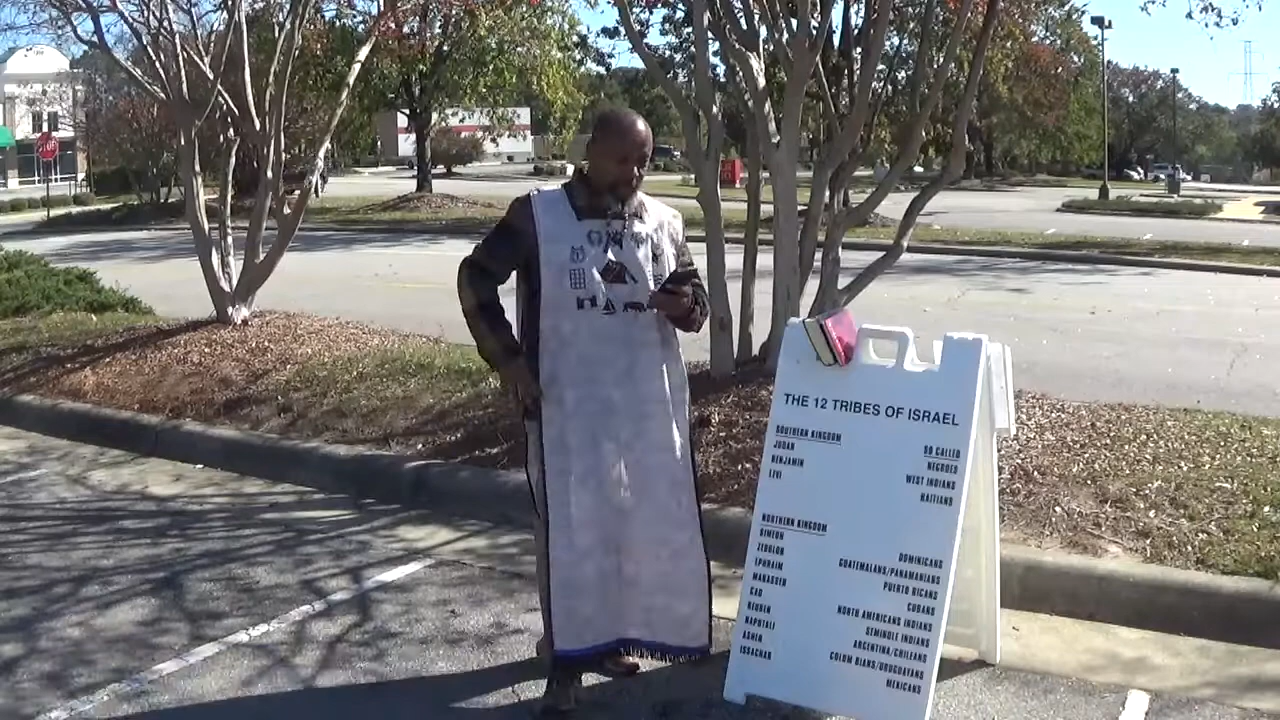 STOP
THE 12 TRIBES OF ISRAEL
SOUTHERN KINGDOM
JUDAH
BENJAMIN
LEVI
SO CALLED
NEGROES
WEST INDIANS
HAITIANS
NORTHERN KINGDOM
SIMEON
ZEBULON
EPHRAIM
MANASSEH
GAD
REUBEN
NAPHTALI
ASHER
ISSACHAR
DOMINICANS
GUATEMALANS/PANAMANIANS
PUERTO RICANS
CUBANS
NORTH AMERICANS INDIANS
SEMINOLE INDIANS
ARGENTINA/CHILEANS
COLOMBIANS/URUGUAYANS
MEXICANS